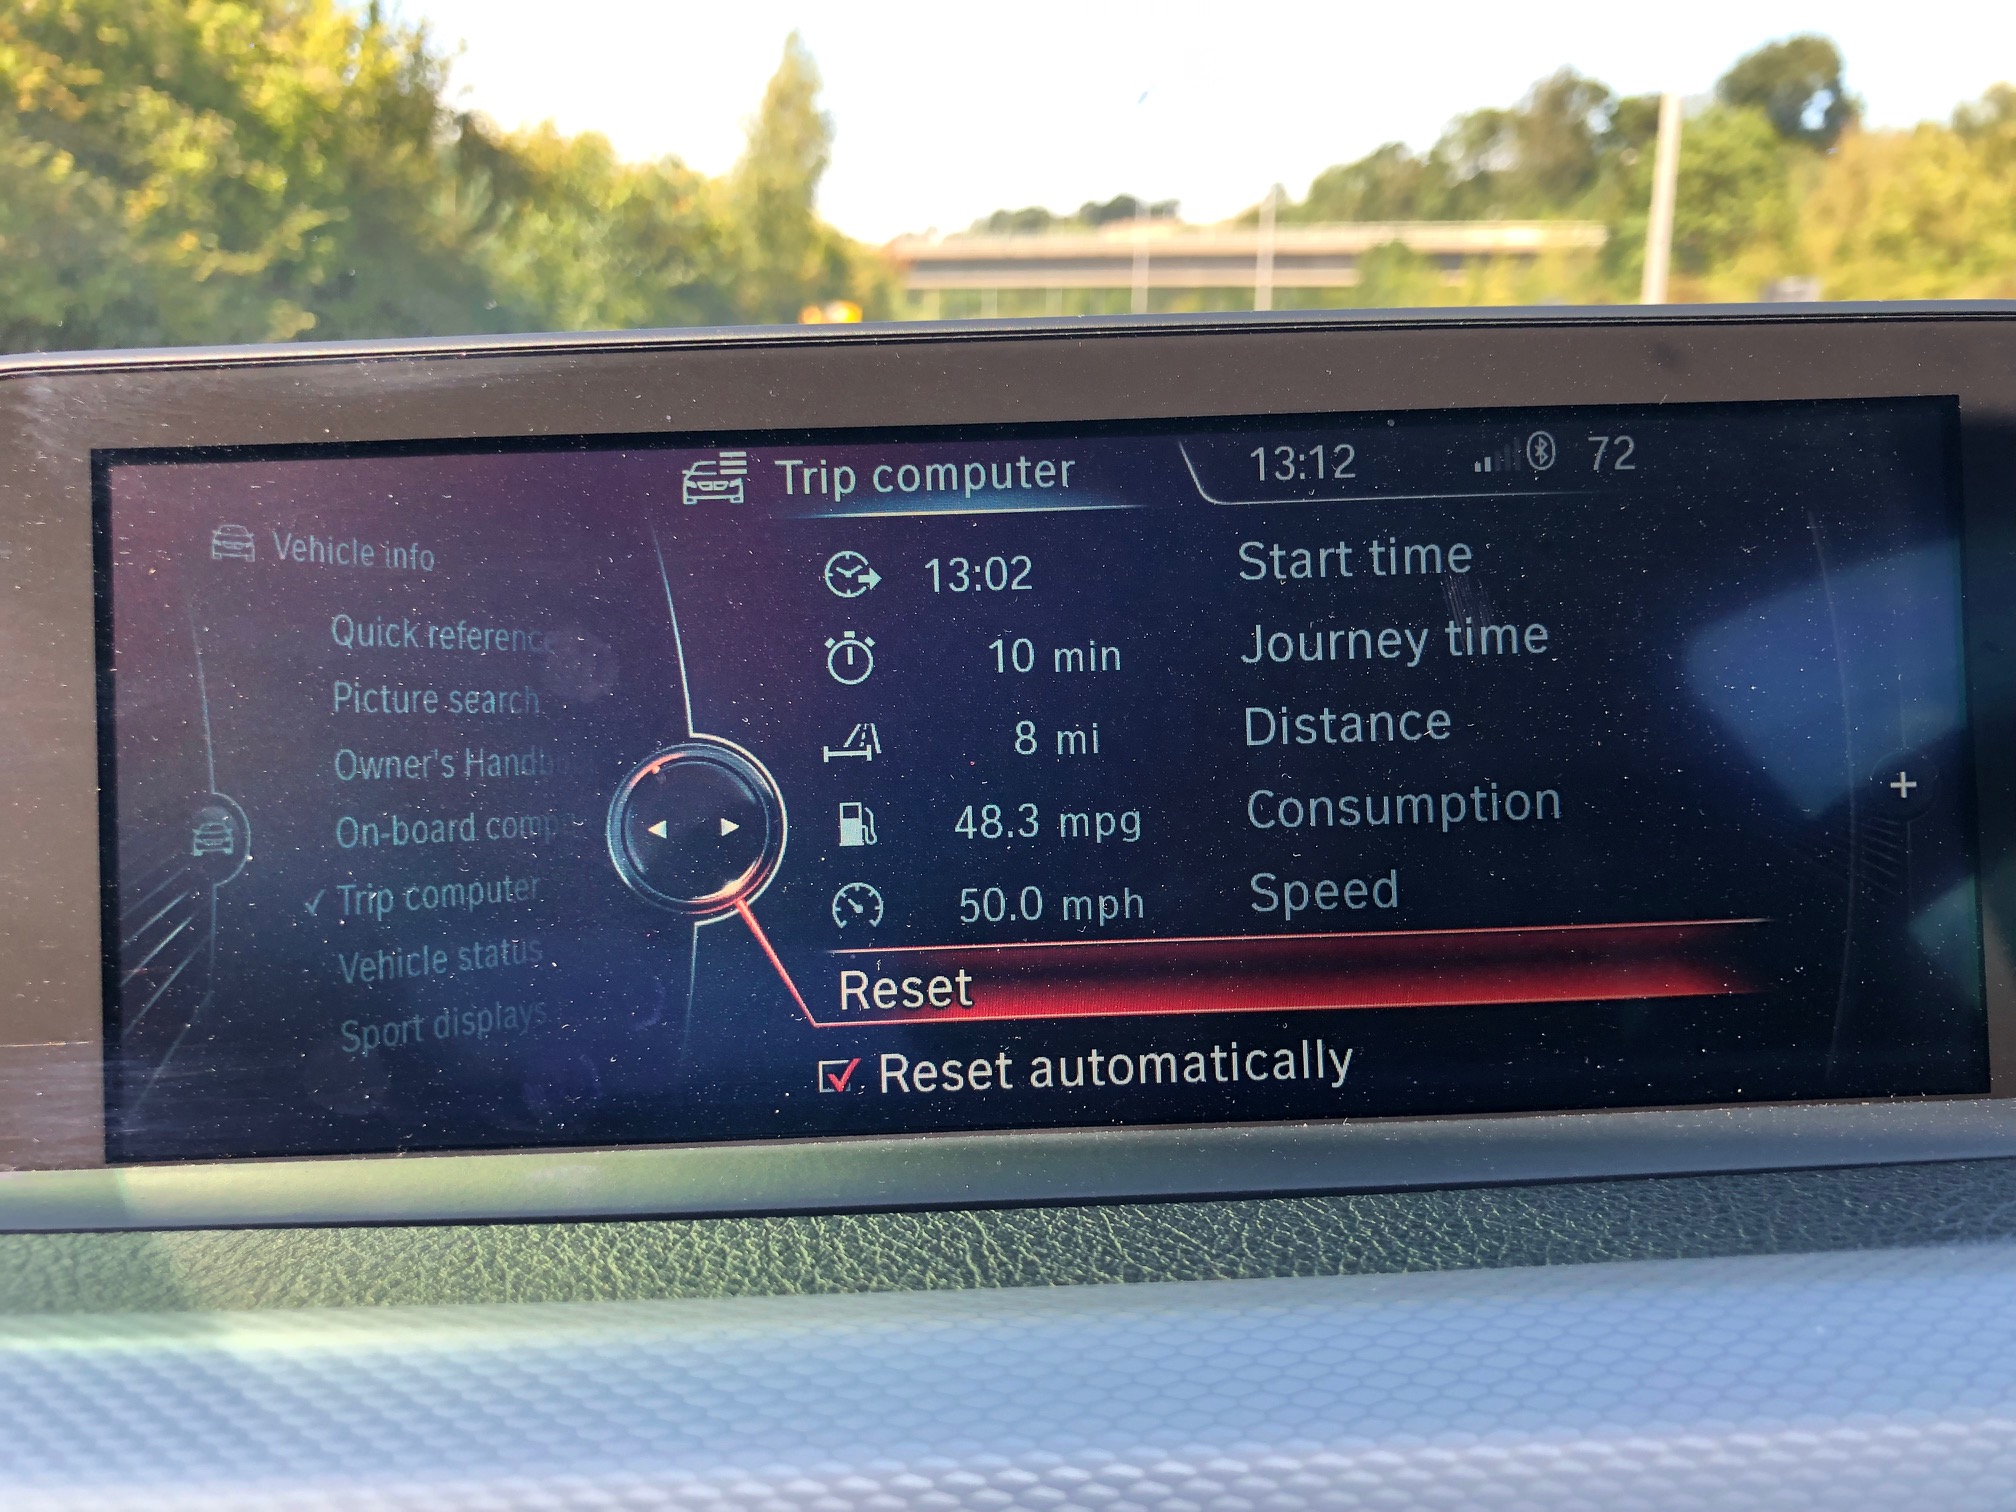 Trip computer
13:12
72
Vehicle info
Quick referenc
Picture search
Owner's Handb
On-board comp
✓ Trip computer
Vehicle status
Sport displays
13:02 Start time
10 min Journey time
8 mi Distance
48.3 mpg Consumption
50.0 mph Speed
+
Reset
Reset automatically